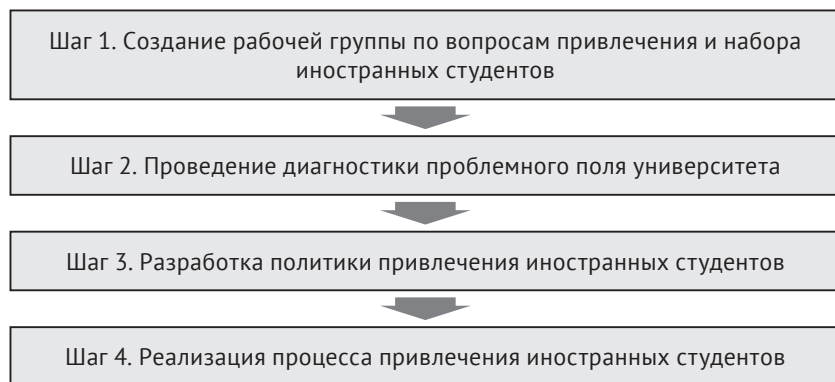 Шаг 1. Создание рабочей группы по вопросам привлечения и набора
иностранных студентов
Шаг 2. Проведение диагностики проблемного поля университета
Шаг 3. Разработка политики привлечения иностранных студентов
Шаг 4. Реализация процесса привлечения иностранных студентов